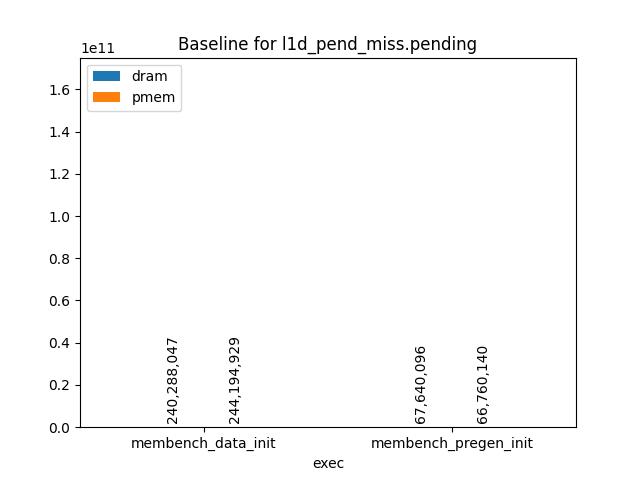 Baseline for l1d_pend_miss.pending
1e11
dram
pmem
1.6
1.4
1.2
1.0
0.8
0.6
0.4
0.2
0.0
240,288,047
244,194,929
67,640,096
66,760,140
membench_data_init
membench_pregen_init
exec